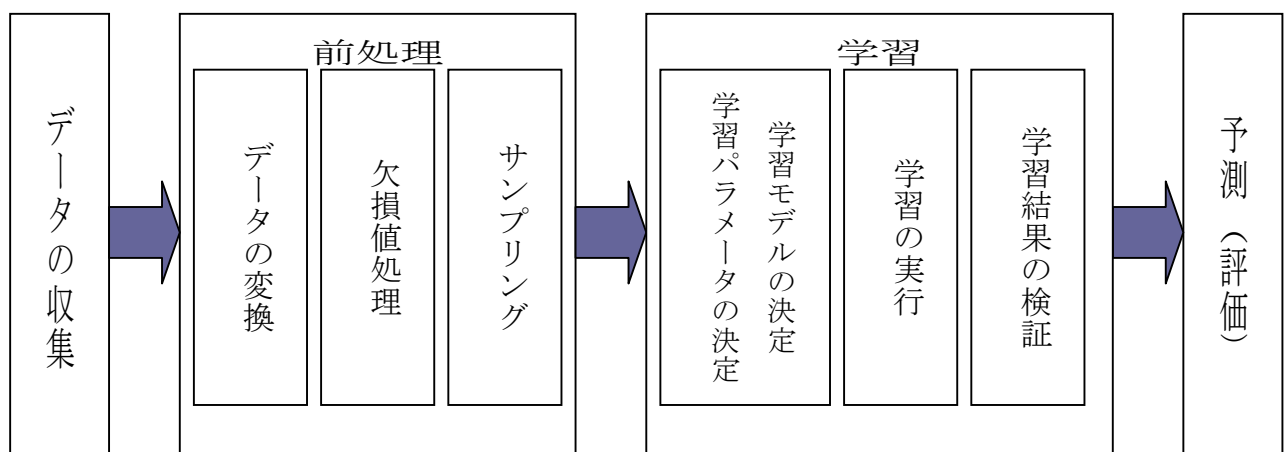 データの収集
前処理
データの変換
欠損値処理
サンプリング
学習
学習モデルの決定
学習パラメータの決定
学習の実行
学習結果の検証
予測（評価）